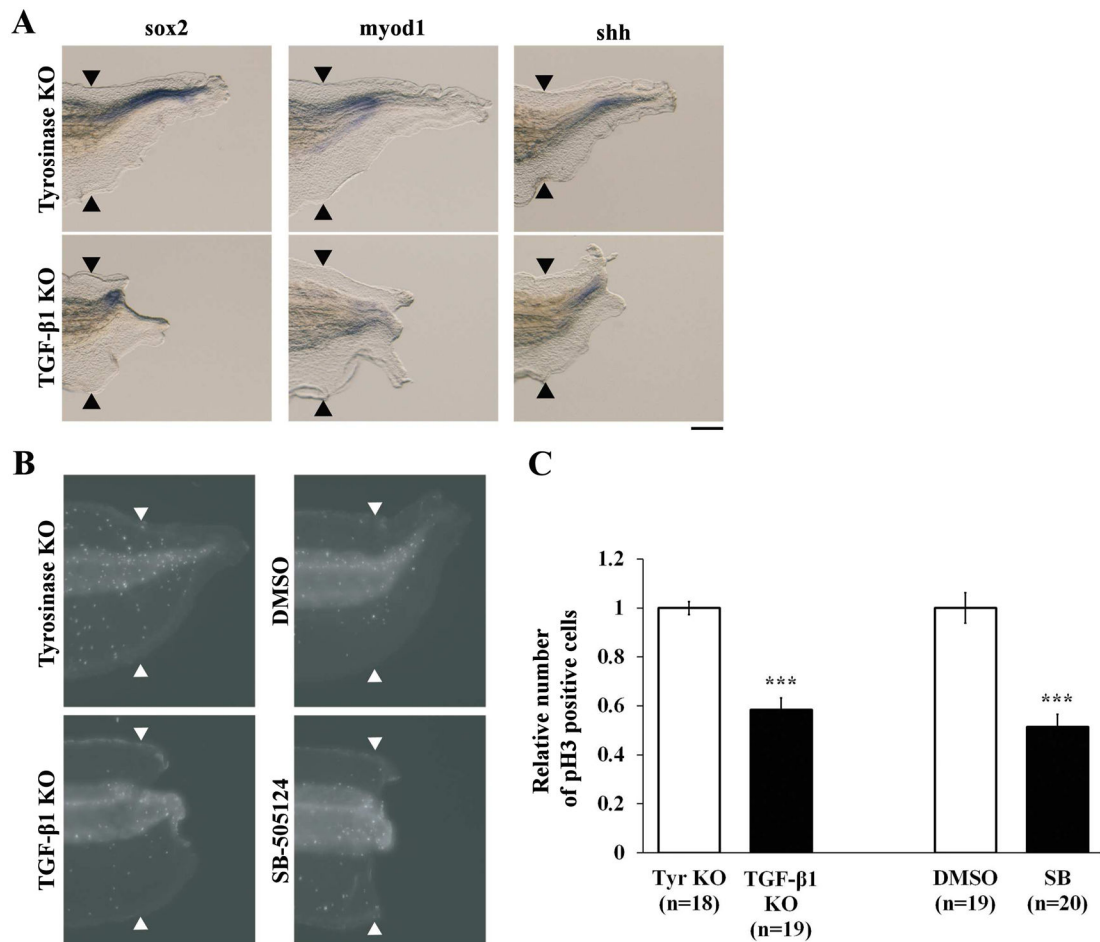 A
sox2
myod1
shh
Tyrosinase KO
TGF-β1 KO
B
Tyrosinase KO
DMSO
TGF-β1 KO
SB-505124
C
Relative number
of pH3 positive cells
1.2
1
0.8
0.6
0.4
0.2
0
***
***
Tyr KO
(n=18)
TGF-β1
KO
(n=19)
DMSO
(n=19)
SB
(n=20)